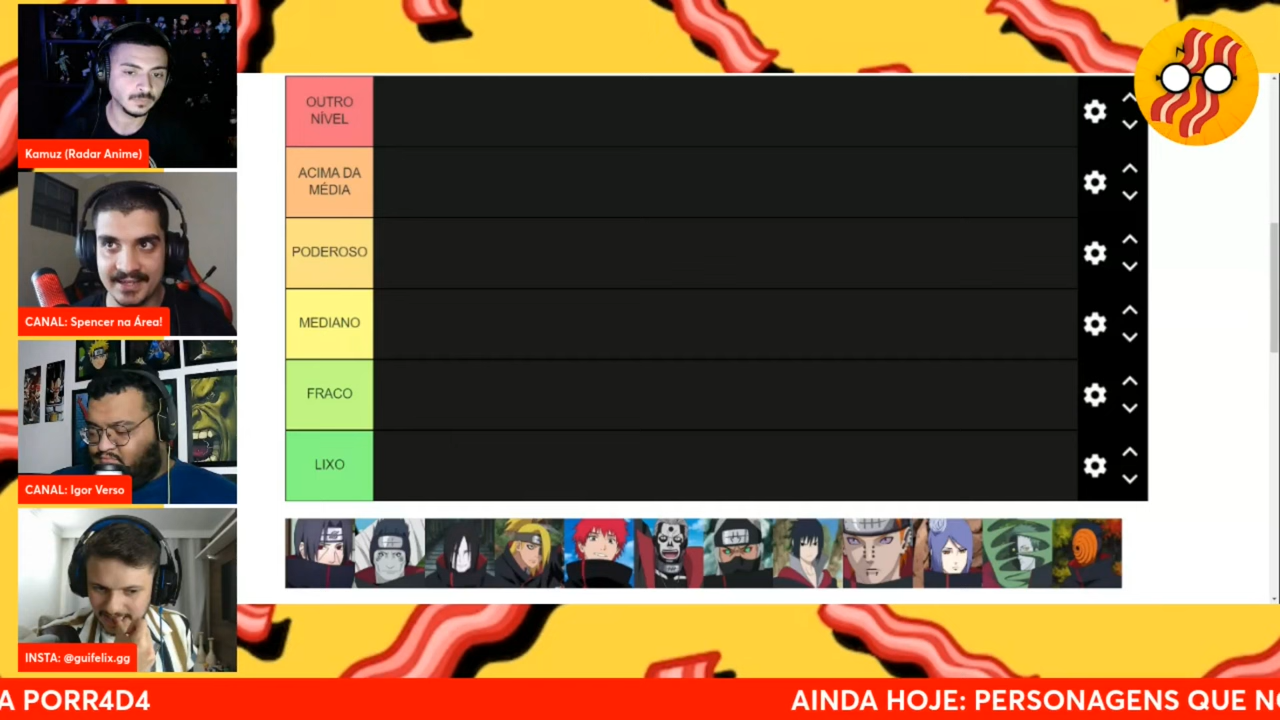 Kamuz (Radar Anime)
CANAL: Spencer na Área!
CANAL: Igor Verso
INSTA: @guifelix.gg
OUTRO
NÍVEL
ACIMA DA
MÉDIA
PODEROSO
MEDIANO
FRACO
LIXO
A PORR4D4
AINDA HOJE: PERSONAGENS QUE